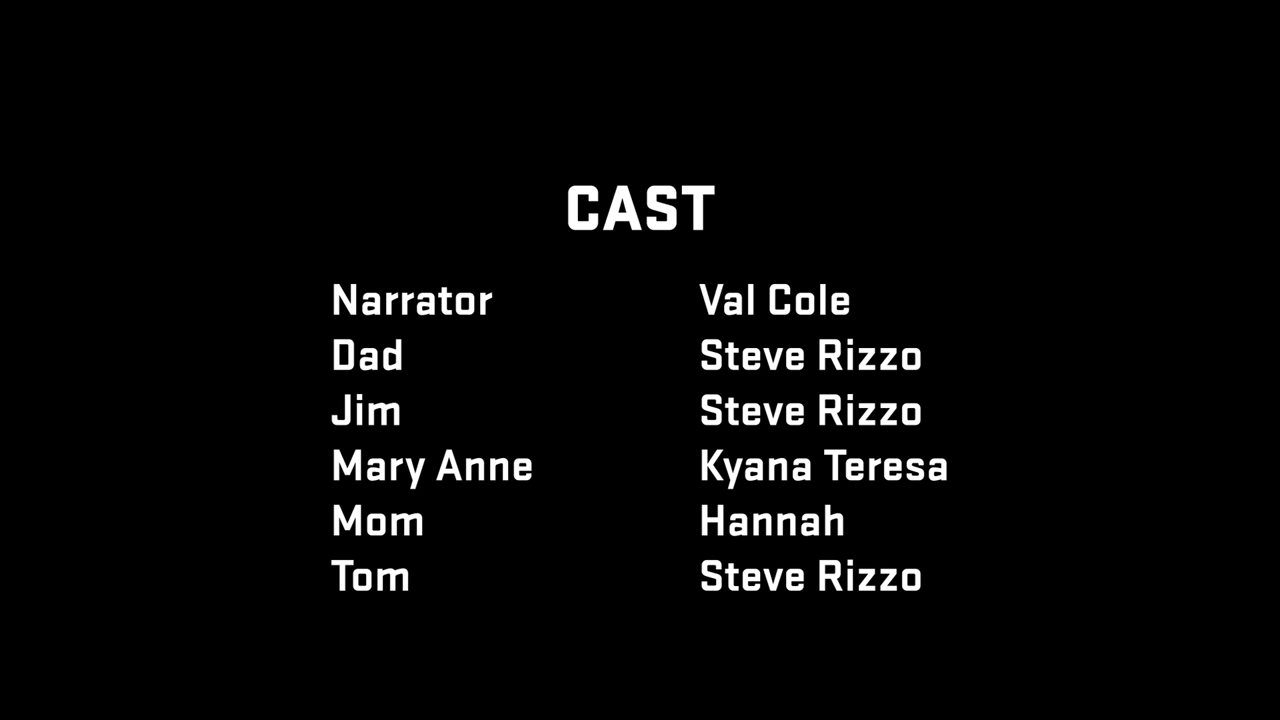 CAST
Narrator Val Cole
Dad Steve Rizzo
Jim Steve Rizzo
Mary Anne Kyana Teresa
Mom Hannah
Tom Steve Rizzo